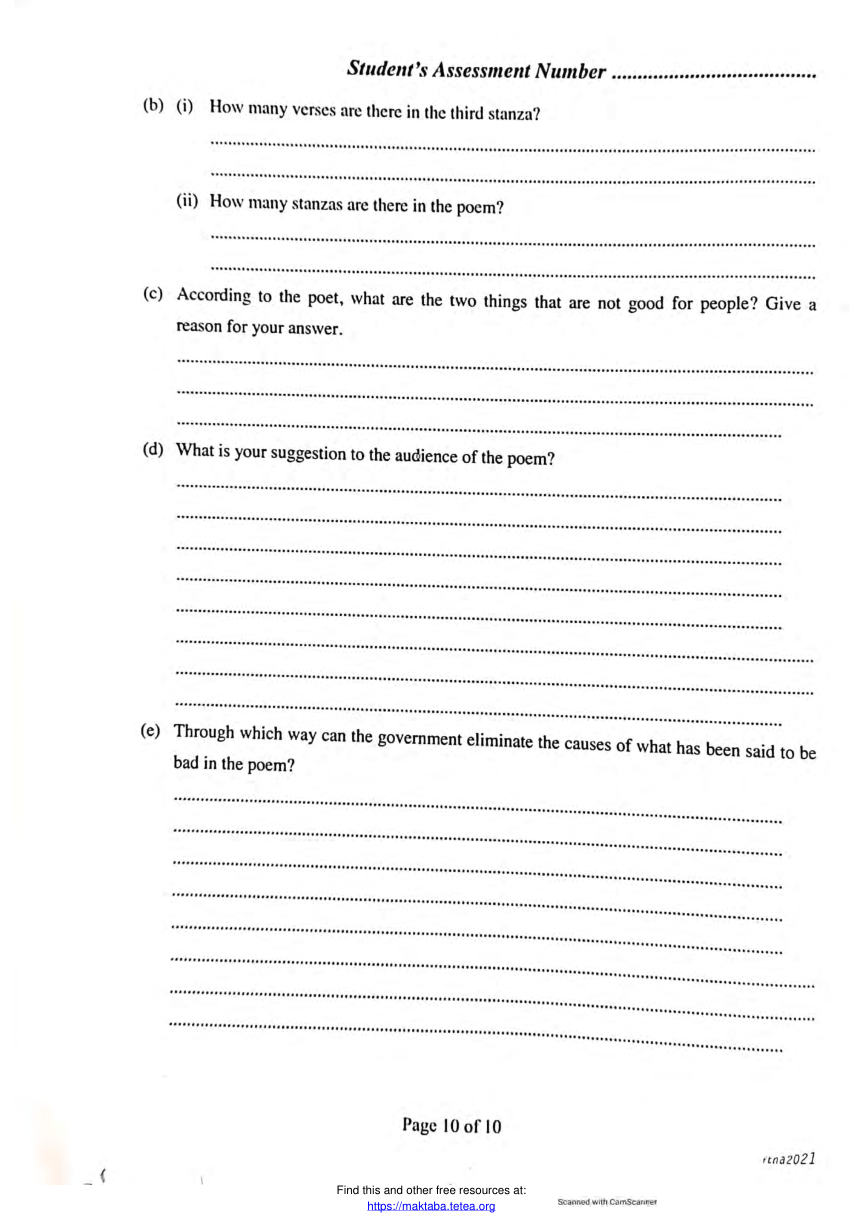 Student's Assessment Number ........................................
(b) (i) How many verses are there in the third stanza?
(ii) How many stanzas are there in the poem?
(c) According to the poet, what are the two things that are not good for people? Give a
reason for your answer.
(d) What is your suggestion to the audience of the poem?
(e) Through which way can the government eliminate the causes of what has been said to be
bad in the poem?
Page 10 of 10
ftna2021
Find this and other free resources at:
https://maktaba.tetea.org
Scanned with CamScanner